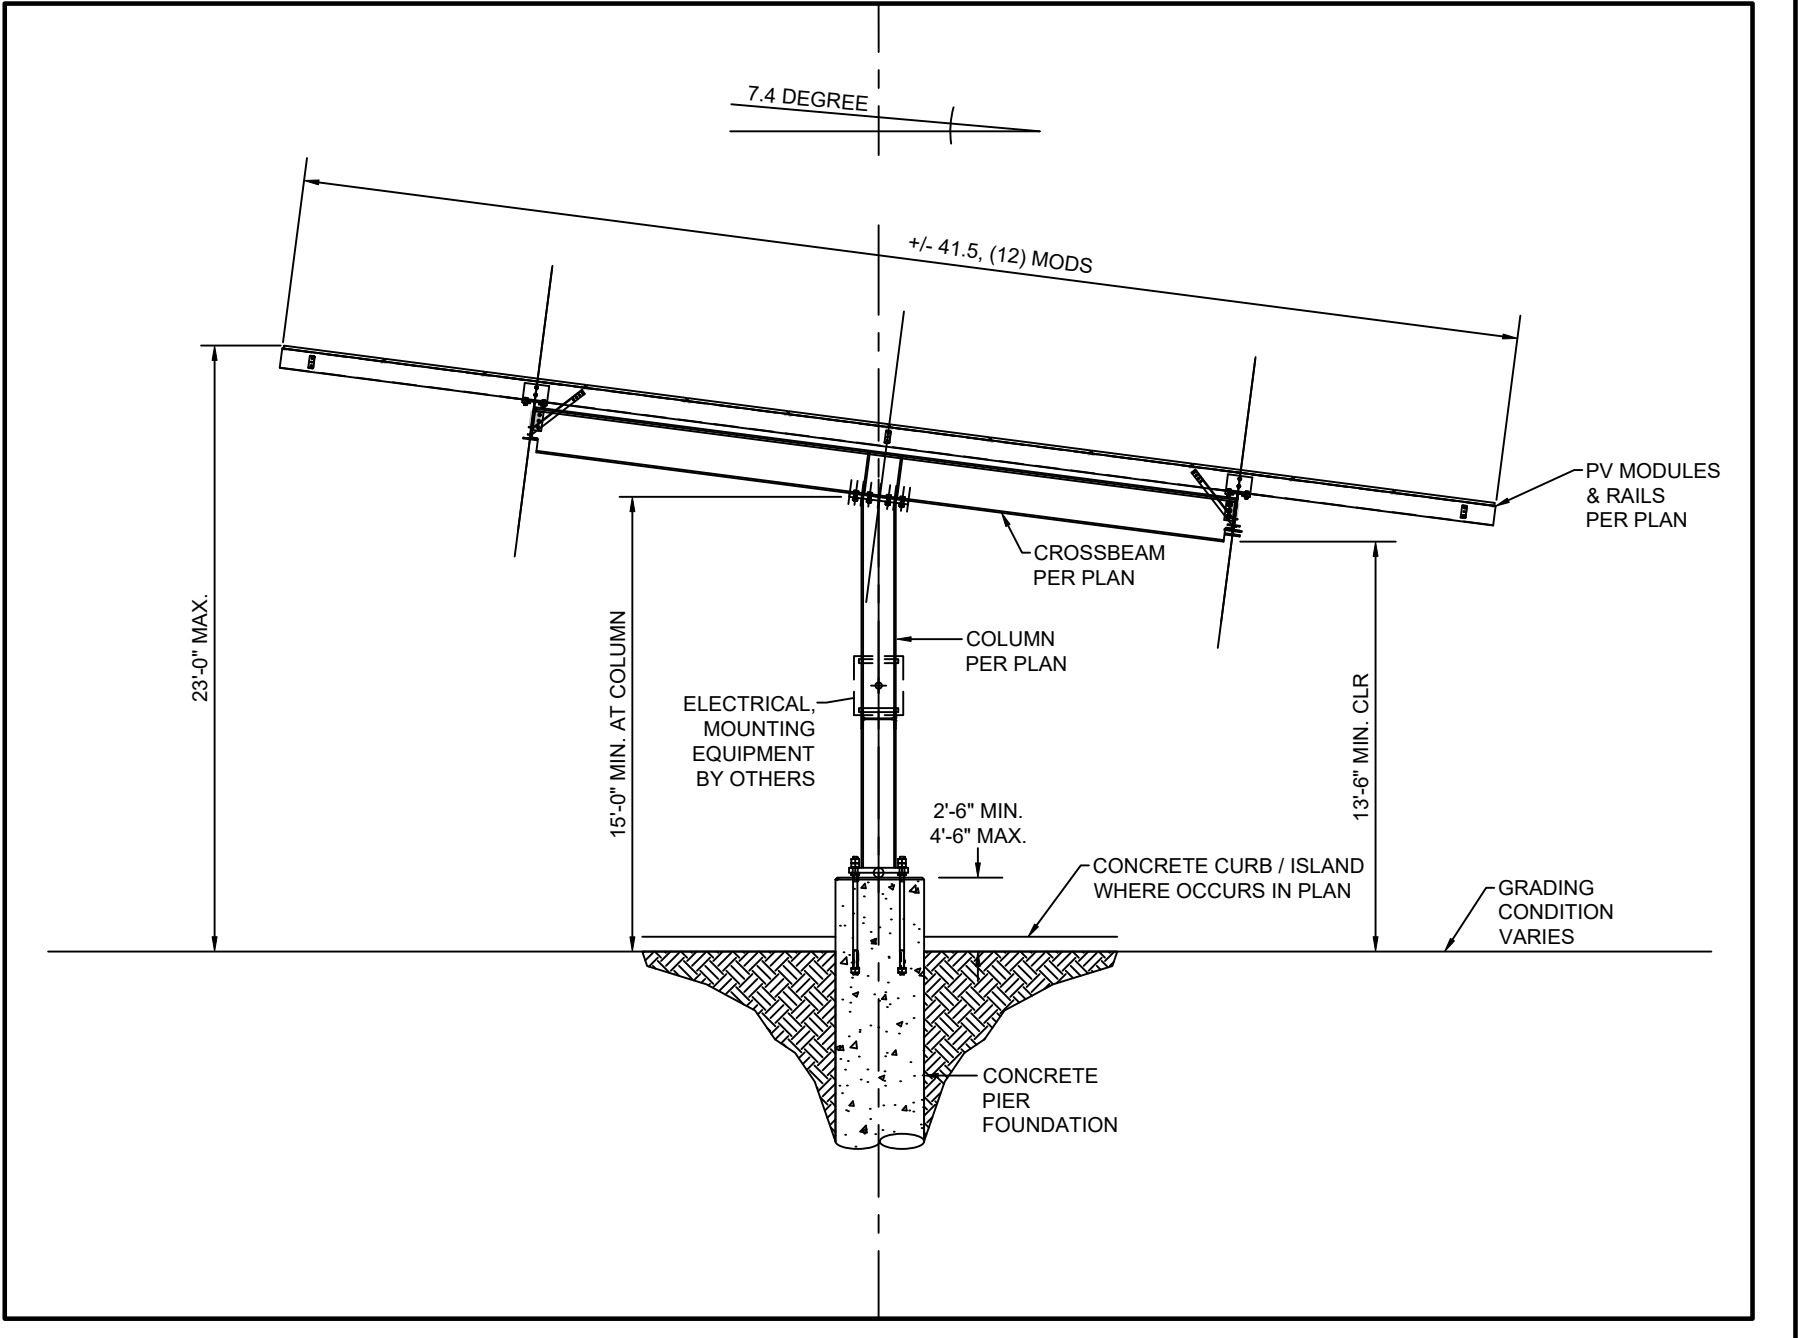 7.4 DEGREE
+/- 41.5, (12) MODS
PV MODULES
& RAILS
PER PLAN
CROSSBEAM
PER PLAN
23'-0" MAX.
15'-0" MIN. AT COLUMN
COLUMN
PER PLAN
13'-6" MIN. CLR
ELECTRICAL,
MOUNTING
EQUIPMENT
BY OTHERS
2'-6" MIN.
4'-6" MAX.
CONCRETE CURB / ISLAND
WHERE OCCURS IN PLAN
GRADING
CONDITION
VARIES
CONCRETE
PIER
FOUNDATION